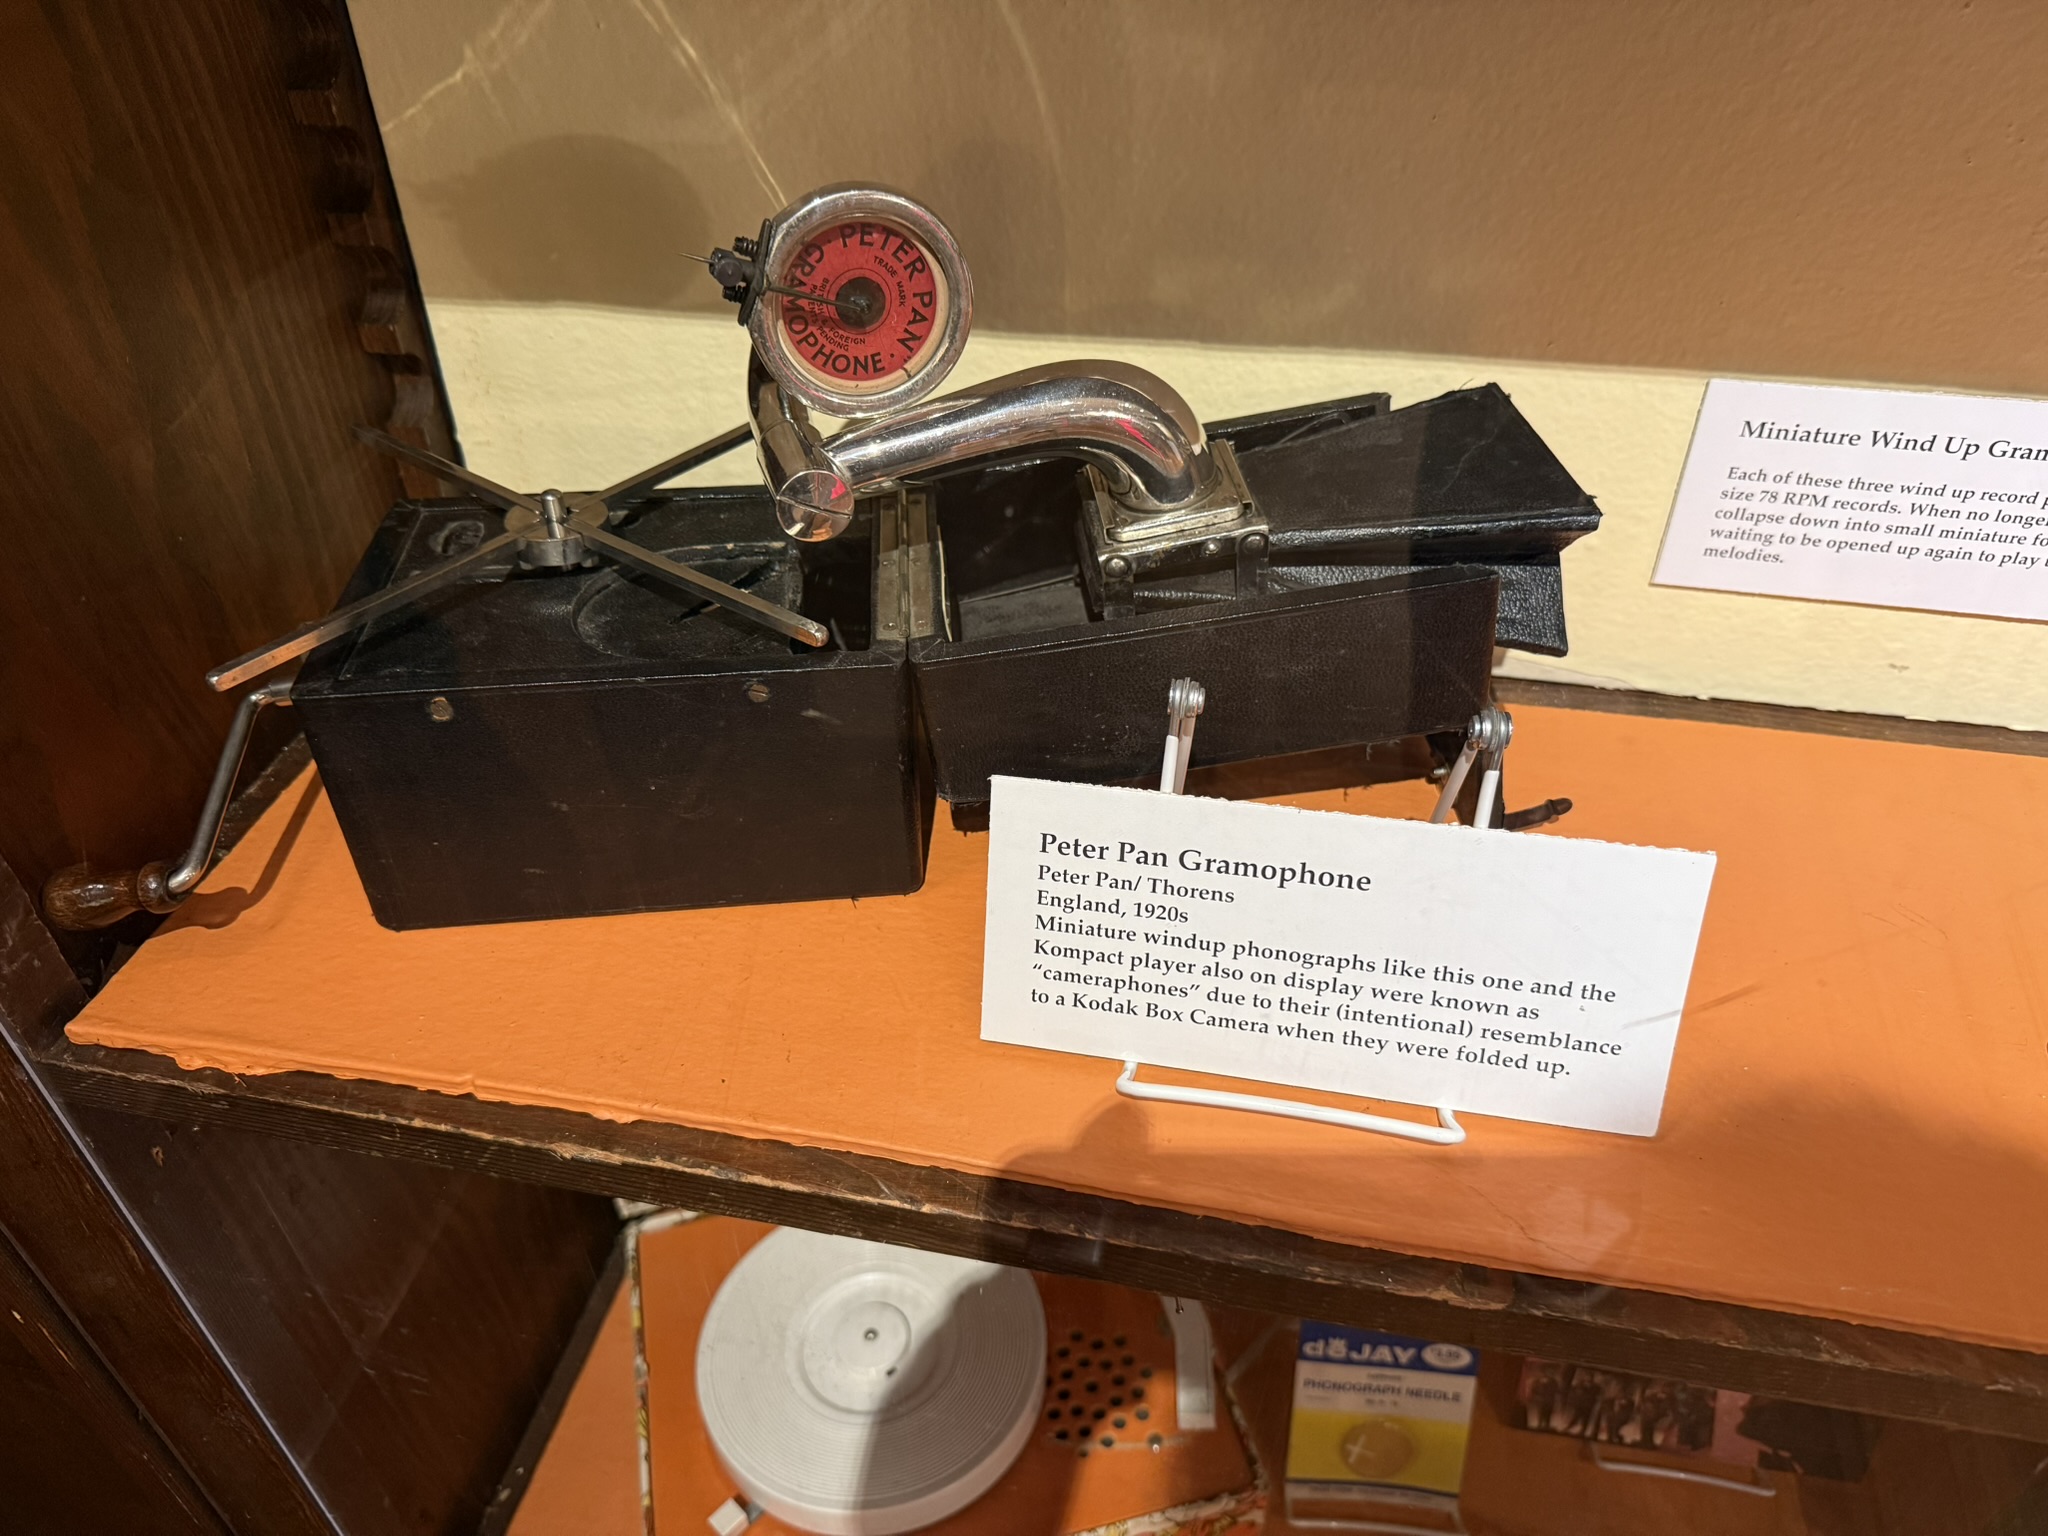 PETER PAN · GRAMOPHONE ·
TRADE MARK
BRITISH & FOREIGN
PATENTS PENDING
Miniature Wind Up
Each of these three wind up record
size 78 RPM records. When no
collapse down into small miniature
waiting to be opened up again to play
melodies.
Peter Pan Gramophone
Peter Pan/ Thorens
England, 1920s
Miniature windup phonographs like this one and the
Kompact player also on display were known as
“cameraphones” due to their (intentional) resemblance
to a Kodak Box Camera when they were folded up.
deJAY
PHONOGRAPH NEEDLE